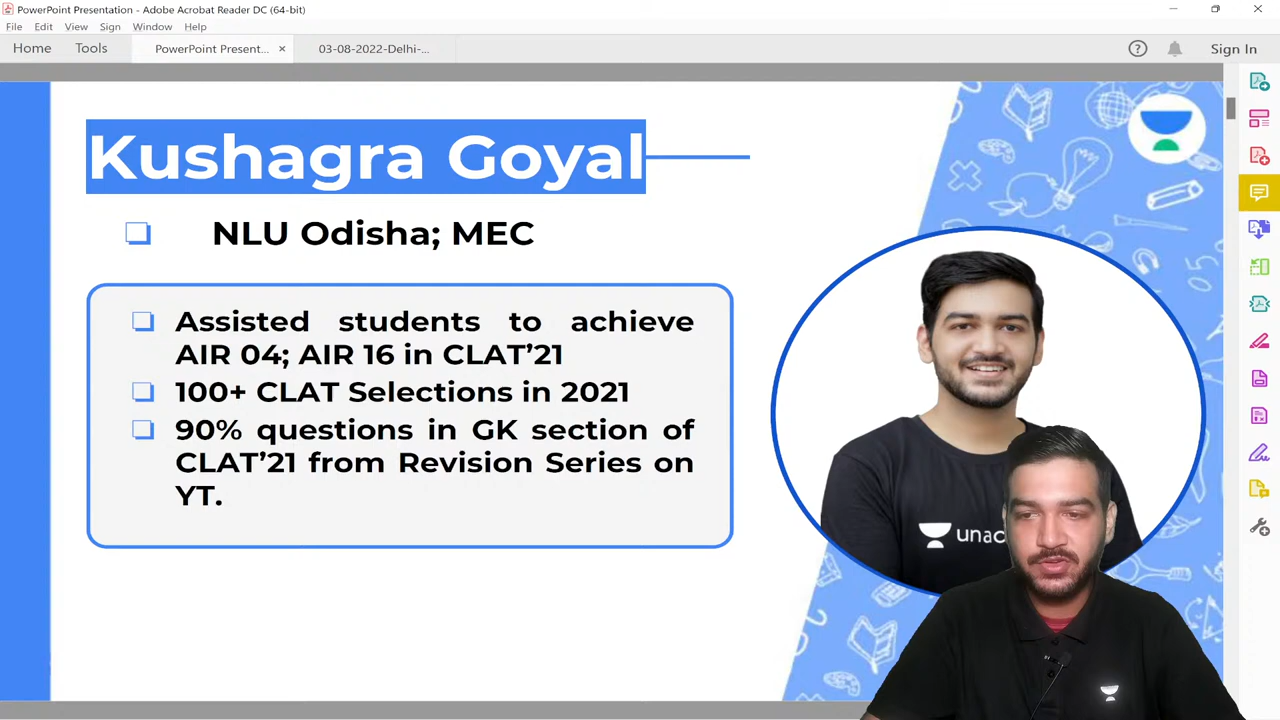 PowerPoint Presentation - Adobe Acrobat Reader DC (64-bit)
File Edit View Sign Window Help
Home Tools PowerPoint Present... × 03-08-2022-Delhi-... Sign In
Kushagra Goyal
NLU Odisha; MEC
Assisted students to achieve
AIR 04; AIR 16 in CLAT’21
100+ CLAT Selections in 2021
90% questions in GK section of
CLAT’21 from Revision Series on
YT.
unac